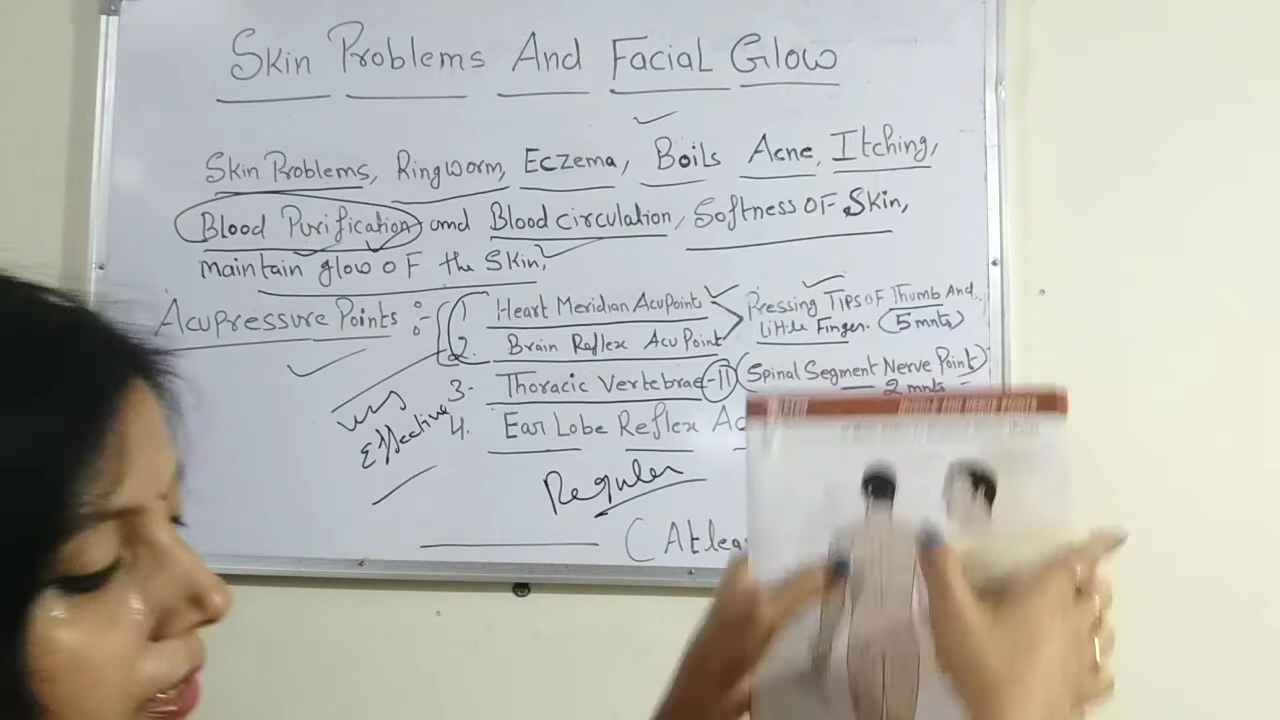 Skin Problems And Facial Glow
Skin Problems, Ringworm, Eczema, Boils Acne, Itching,
Blood Purification and Blood circulation, Softness of Skin,
maintain glow of the skin,
Acupressure Points :-
1 Heart Meridian Acupoint
2. Brain Reflex Acu Point
Pressing Tips of Thumb And
Little Finger. (5 mnts)
3. Thoracic Vertebrae-11 (Spinal Segment Nerve Point)
2 mnts
4. Ear Lobe Reflex Ac
Effective
Regular
(Atlea